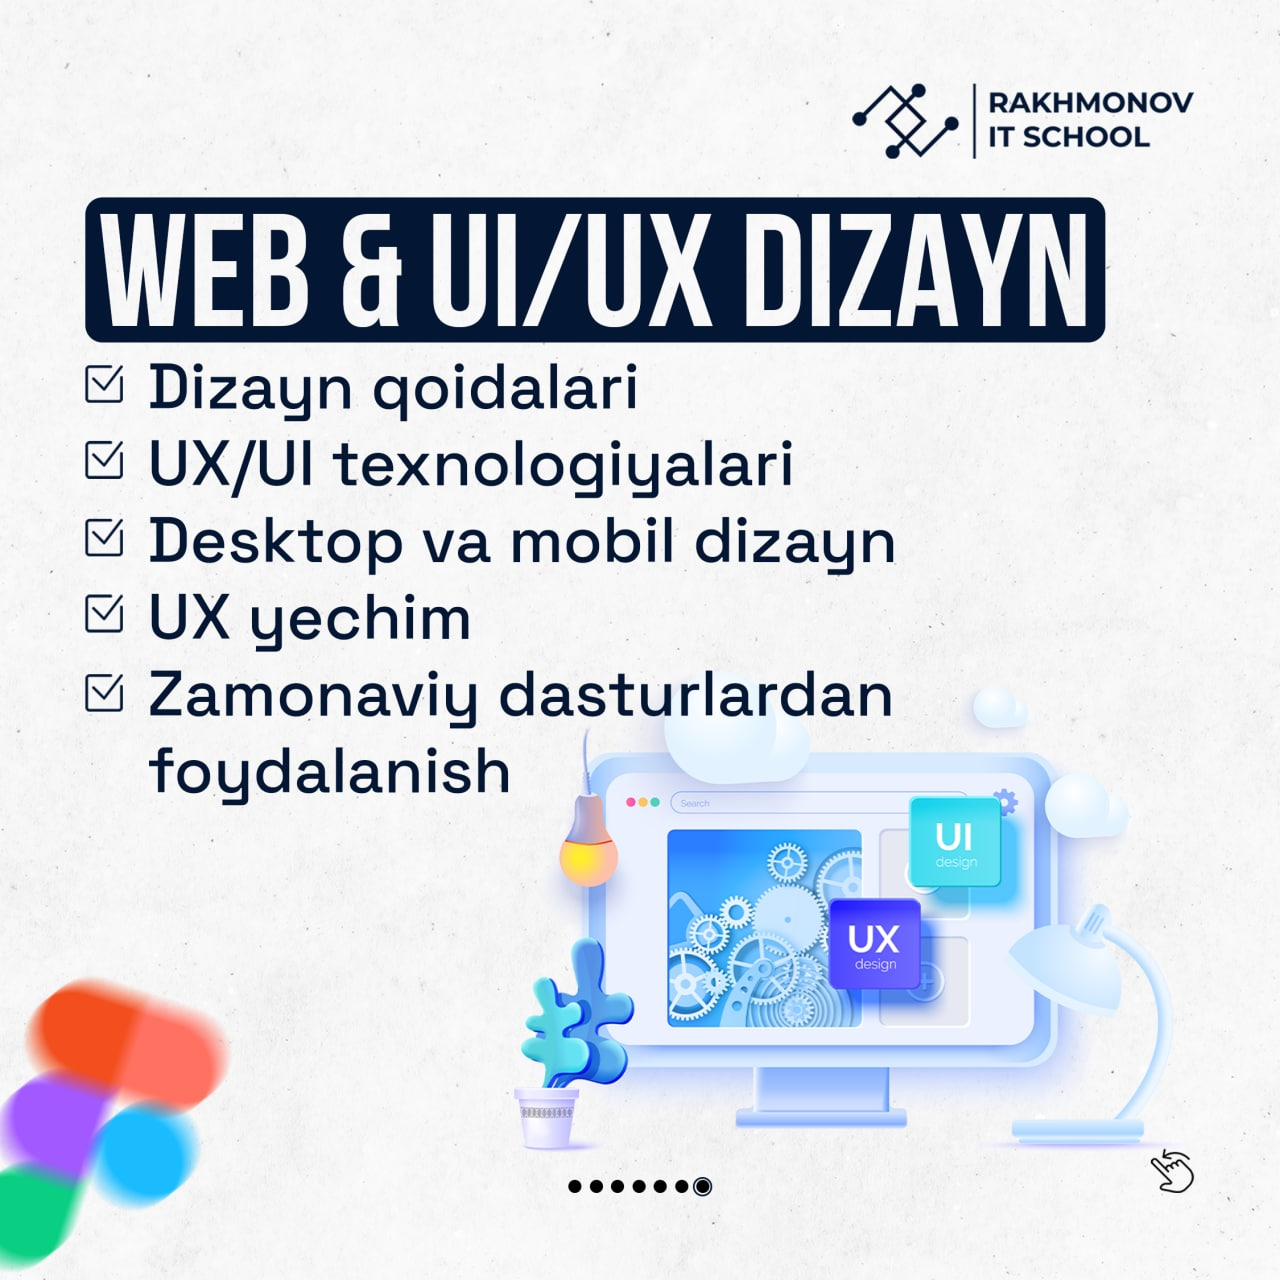 RAKHMONOV
IT SCHOOL
WEB & UI/UX DIZAYN
Dizayn qoidalari
UX/UI texnologiyalari
Desktop va mobil dizayn
UX yechim
Zamonaviy dasturlardan
foydalanish
Search
UI
design
UX
design